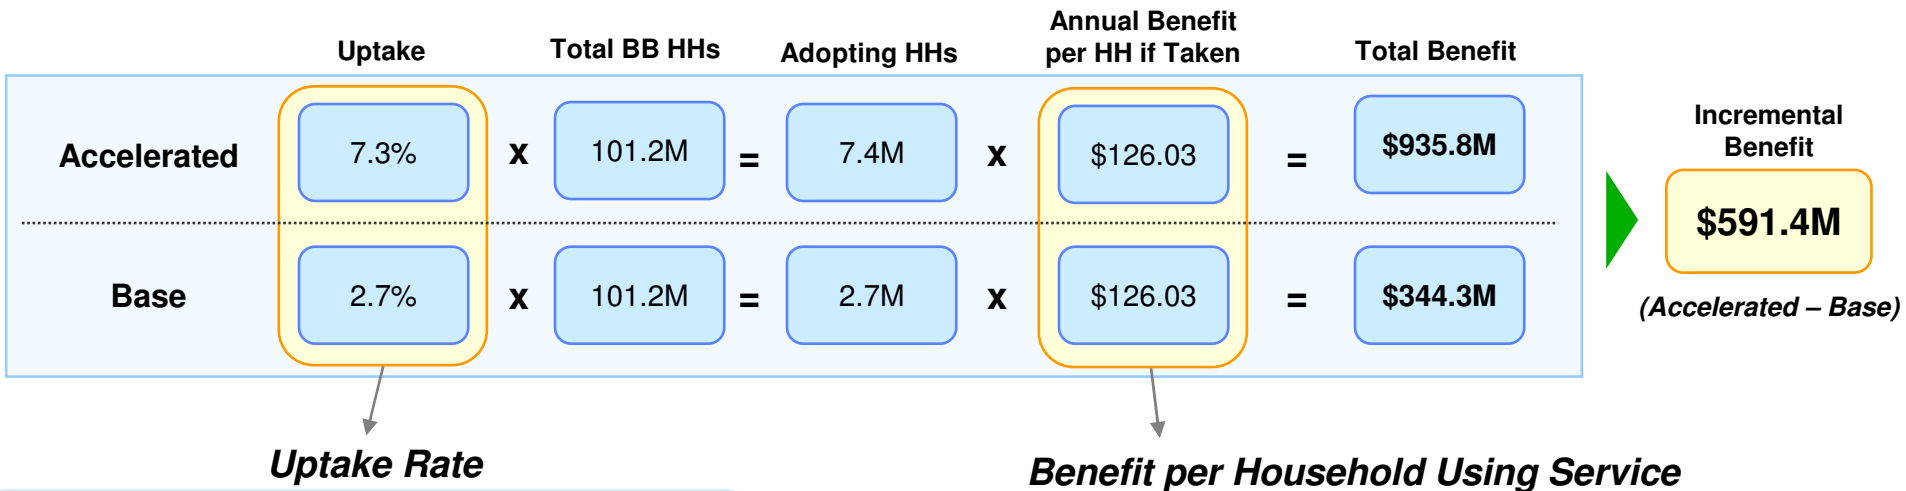 Uptake
Total BB HHs
Adopting HHs
Annual Benefit
per HH if Taken
Total Benefit
Accelerated
7.3%
x
101.2M
=
7.4M
x
$126.03
=
$935.8M
Base
2.7%
x
101.2M
=
2.7M
x
$126.03
=
$344.3M
Incremental
Benefit
$591.4M
(Accelerated – Base)
Uptake Rate
Benefit per Household Using Service